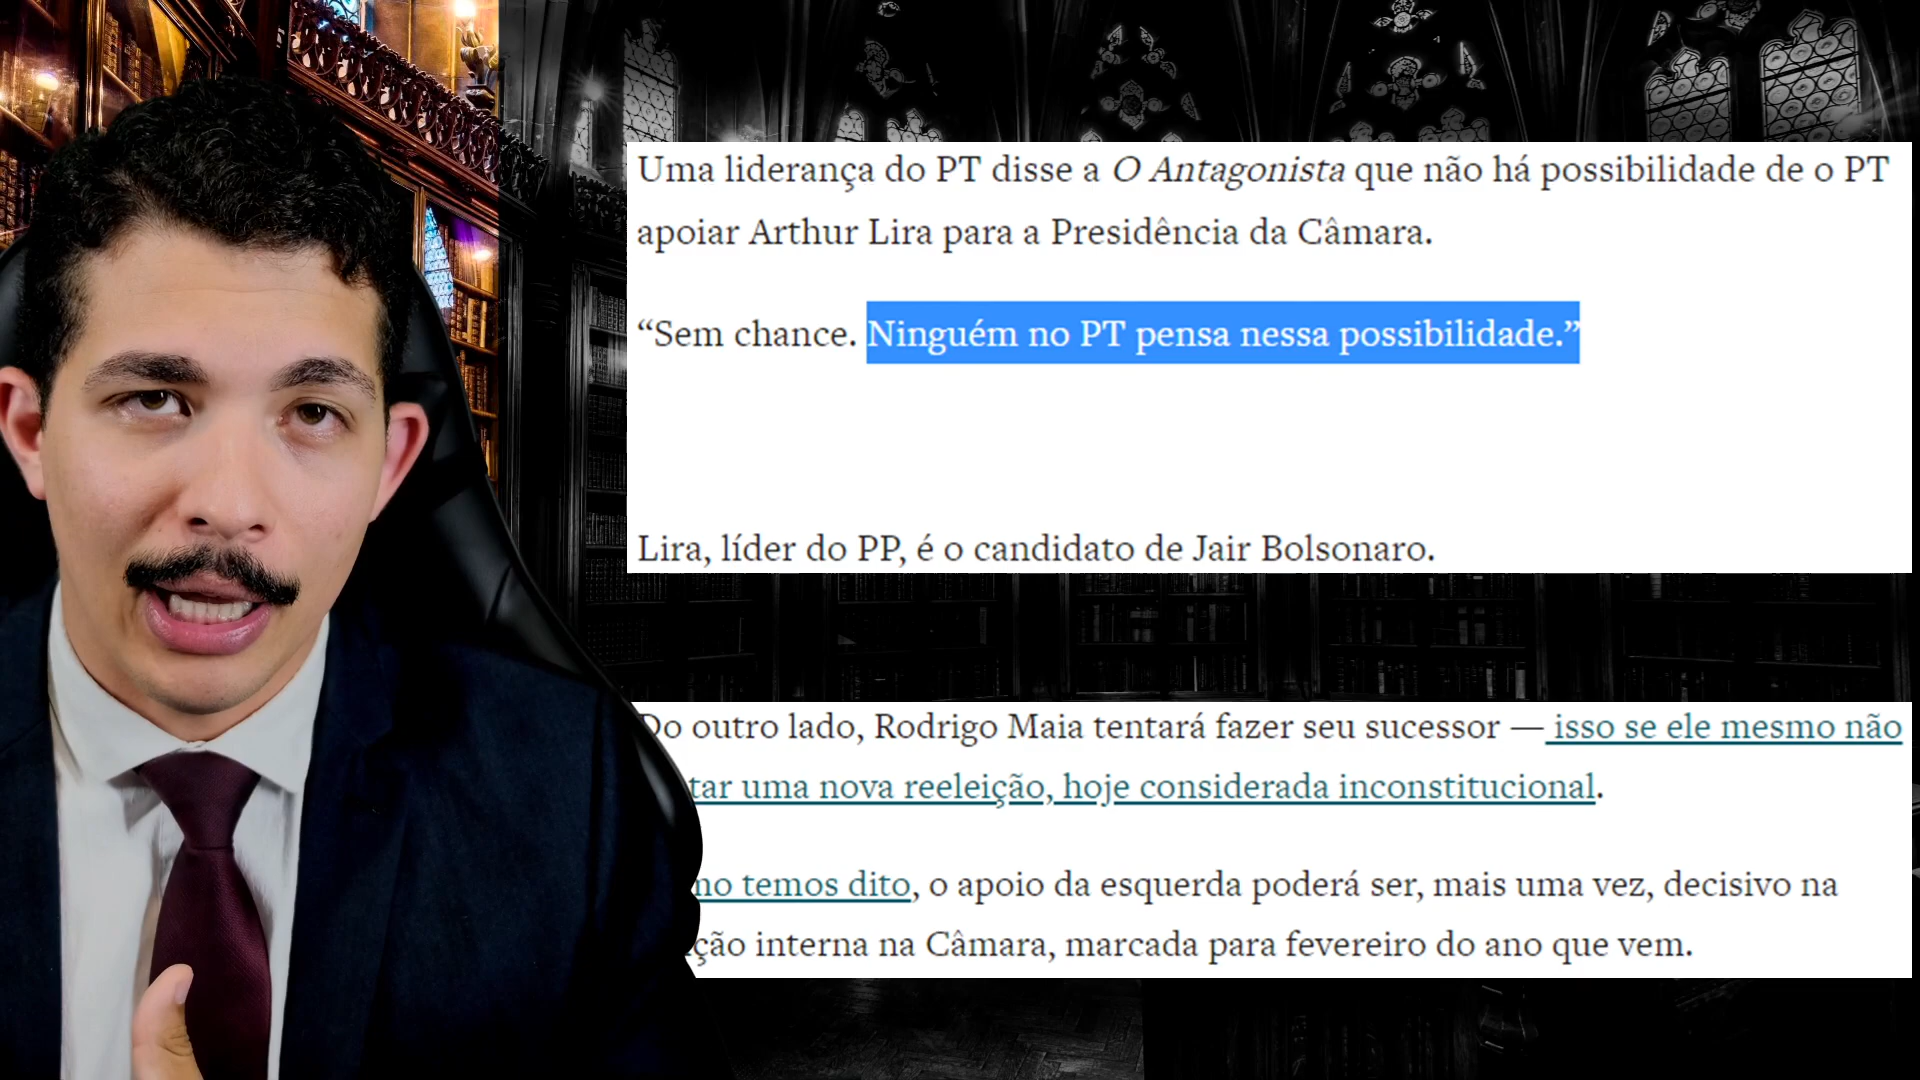 Uma liderança do PT disse a O Antagonista que não há possibilidade de o PT
apoiar Arthur Lira para a Presidência da Câmara.
“Sem chance. Ninguém no PT pensa nessa possibilidade.”
Lira, líder do PP, é o candidato de Jair Bolsonaro.
Do outro lado, Rodrigo Maia tentará fazer seu sucessor — isso se ele mesmo não
tar uma nova reeleição, hoje considerada inconstitucional.
mo temos dito, o apoio da esquerda poderá ser, mais uma vez, decisivo na
ção interna na Câmara, marcada para fevereiro do ano que vem.